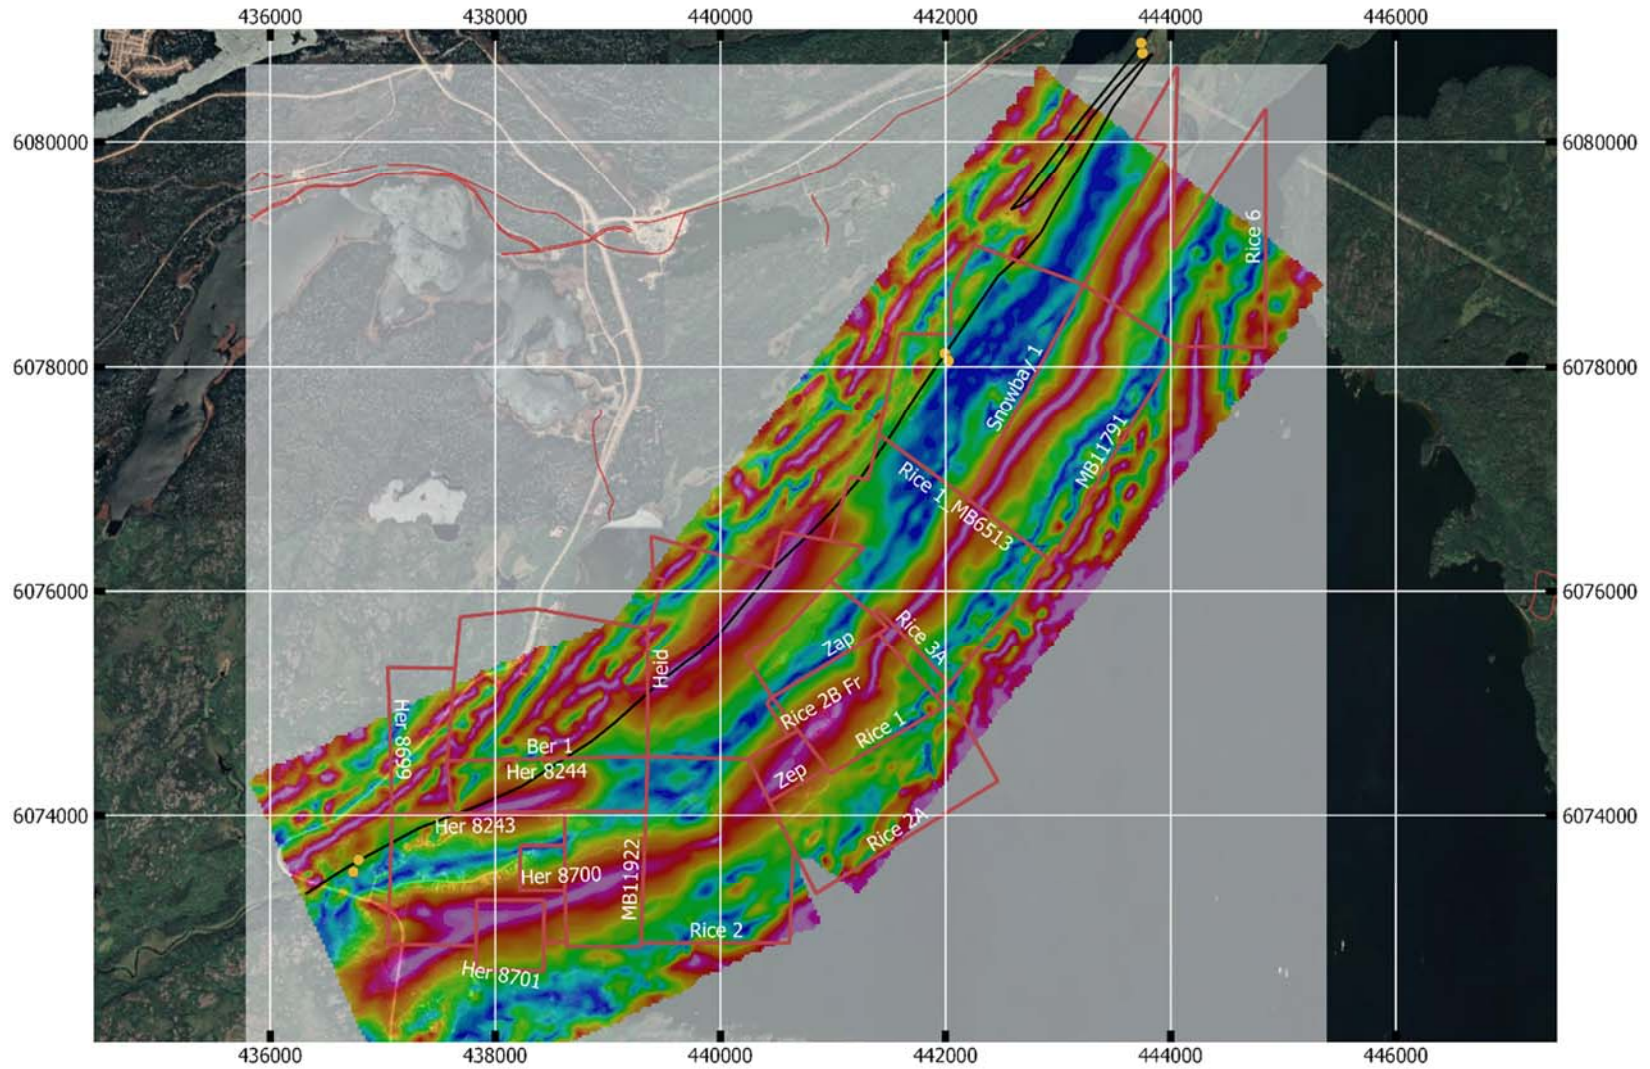 436000 438000 440000 442000 444000 446000
6080000 6080000
Rice 6
6078000 6078000
Snowbay 1
MB11791
Rice 1_MB6513
6076000 6076000
Rice 3A
Zap
Heid
Rice 2B Fr
Rice 1
Her 8699
Ber 1
Her 8244
Zep
6074000 6074000
Her 8243
Rice 2A
Her 8700
MB11922
Rice 2
Her 8701
436000 438000 440000 442000 444000 446000